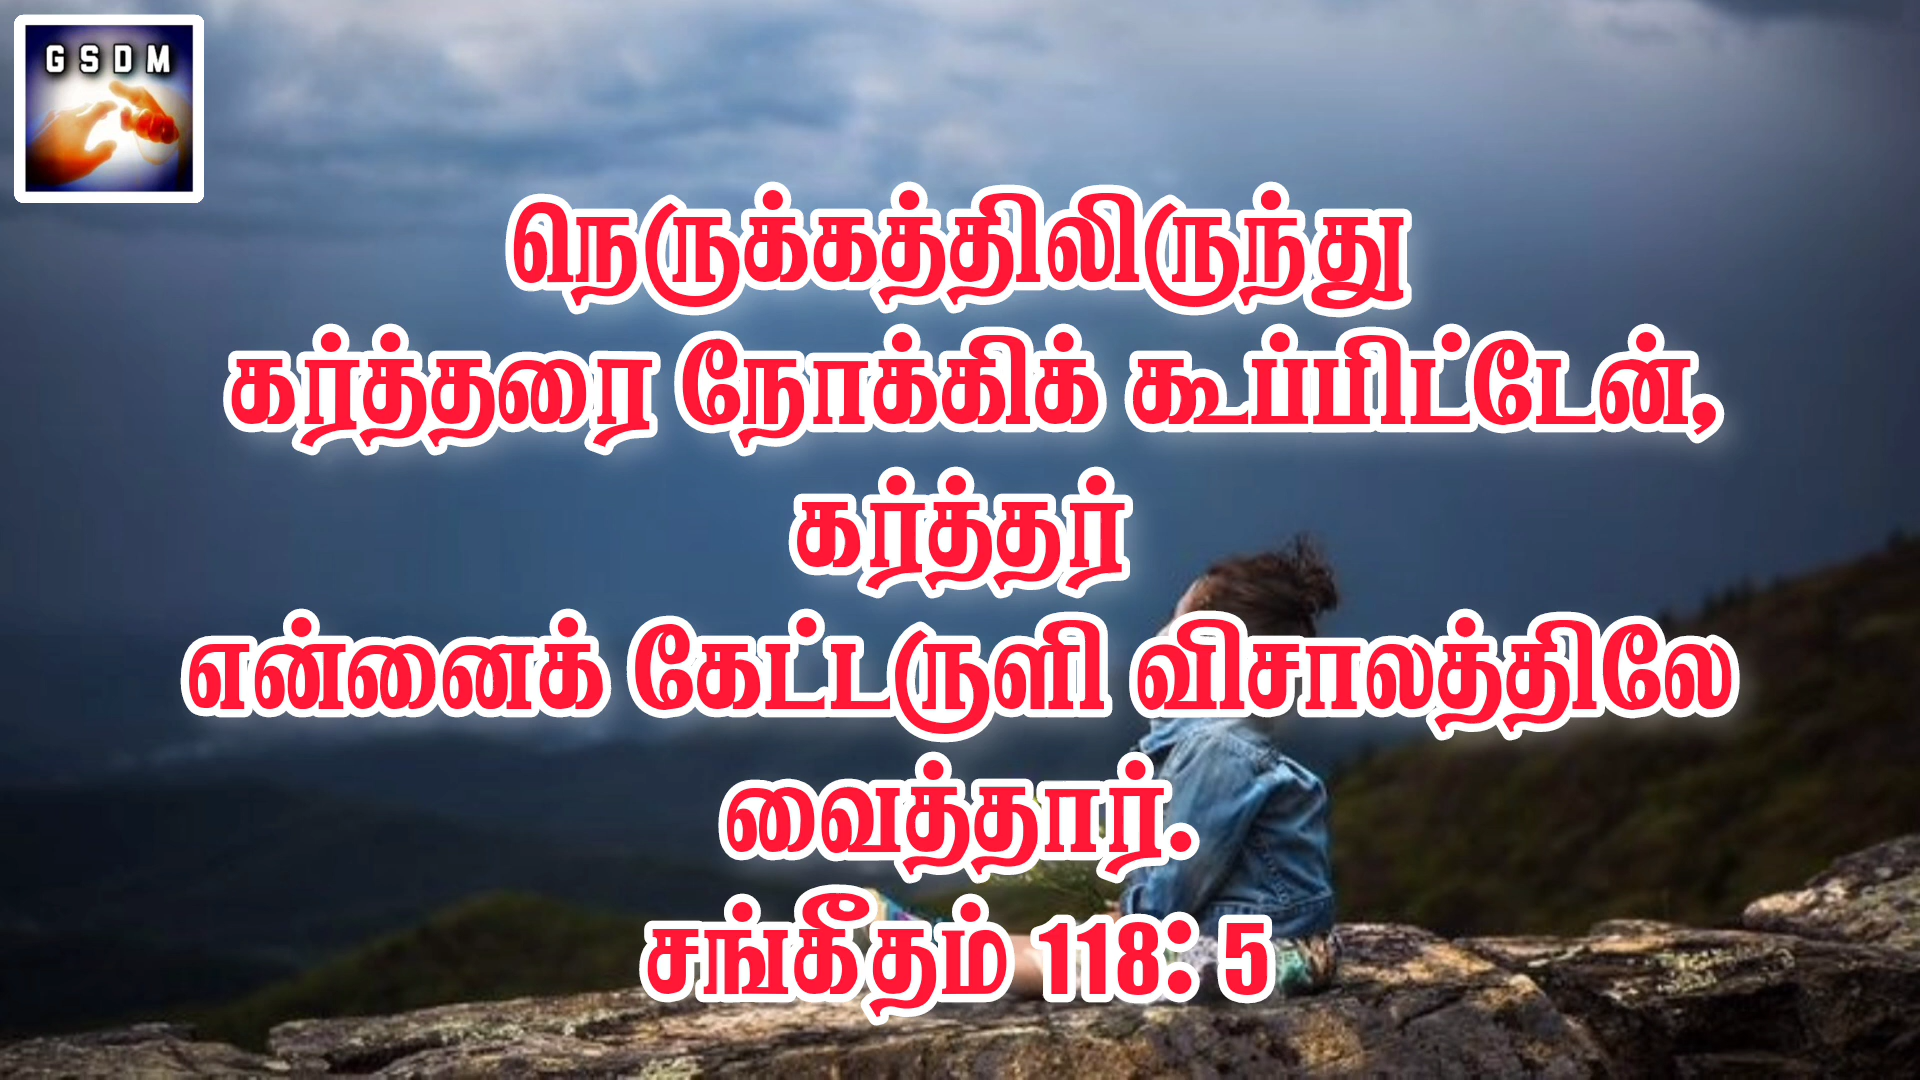 GSDM
நெருக்கத்திலிருந்து
கர்த்தரை நோக்கிக் கூப்பிட்டேன்,
கர்த்தர்
என்னைக் கேட்டருளி விசாலத்திலே
வைத்தார்.
சங்கீதம் 118: 5